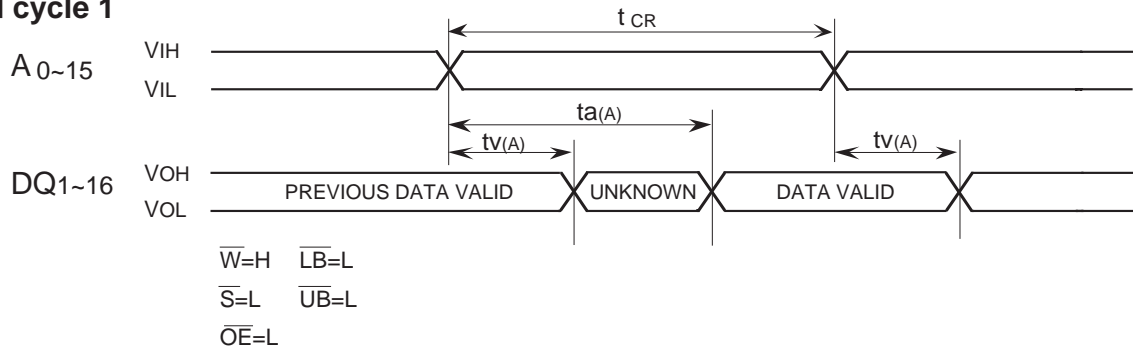 cycle 1
t CR
A 0~15
VIH
VIL
ta(A)
tv(A) tv(A)
DQ1~16
VOH
VOL
PREVIOUS DATA VALID UNKNOWN DATA VALID
W=H LB=L
S=L UB=L
OE=L